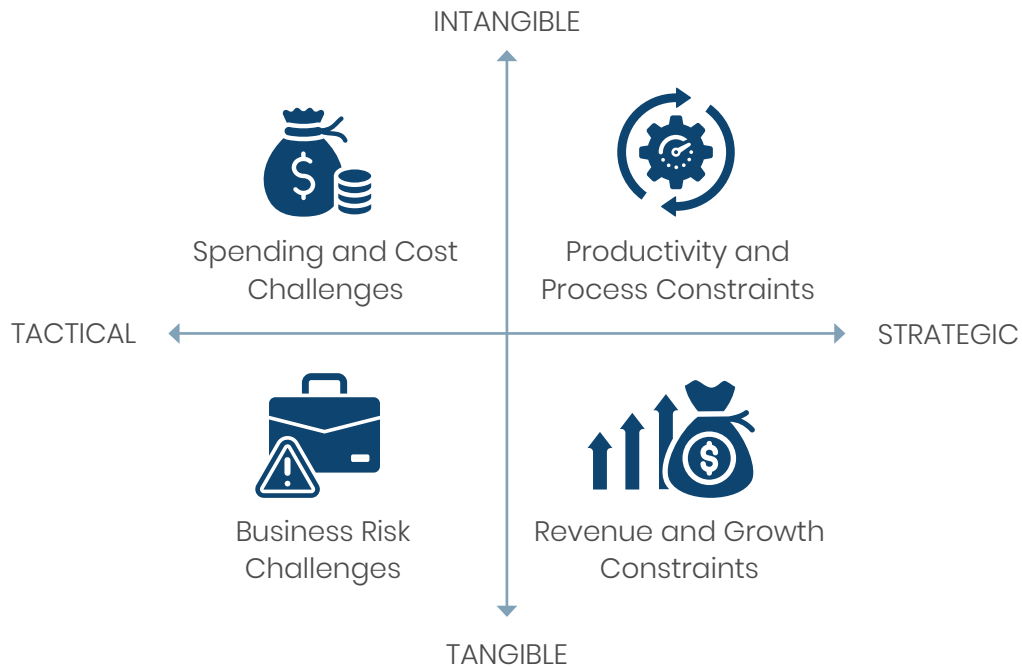 INTANGIBLE
$
Spending and Cost
Challenges
Productivity and
Process Constraints
TACTICAL
STRATEGIC
!
$
Business Risk
Challenges
Revenue and Growth
Constraints
TANGIBLE